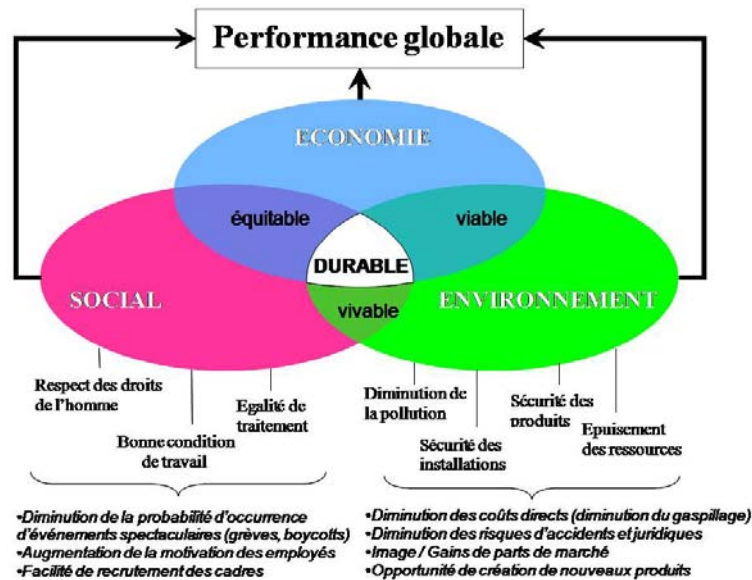 Performance globale
ECONOMIE
équitable
viable
DURABLE
SOCIAL
ENVIRONNEMENT
vivable
Respect des droits
de l'homme
Bonne condition
de travail
Egalité de
traitement
Diminution de
la pollution
Sécurité des
installations
Sécurité des
produits
Epuisement
des ressources
•Diminution de la probabilité d'occurrence
d'événements spectaculaires (grèves, boycotts)
•Augmentation de la motivation des employés
•Facilité de recrutement des cadres
•Diminution des coûts directs (diminution du gaspillage)
•Diminution des risques d'accidents et juridiques
•Image / Gains de parts de marché
•Opportunité de création de nouveaux produits